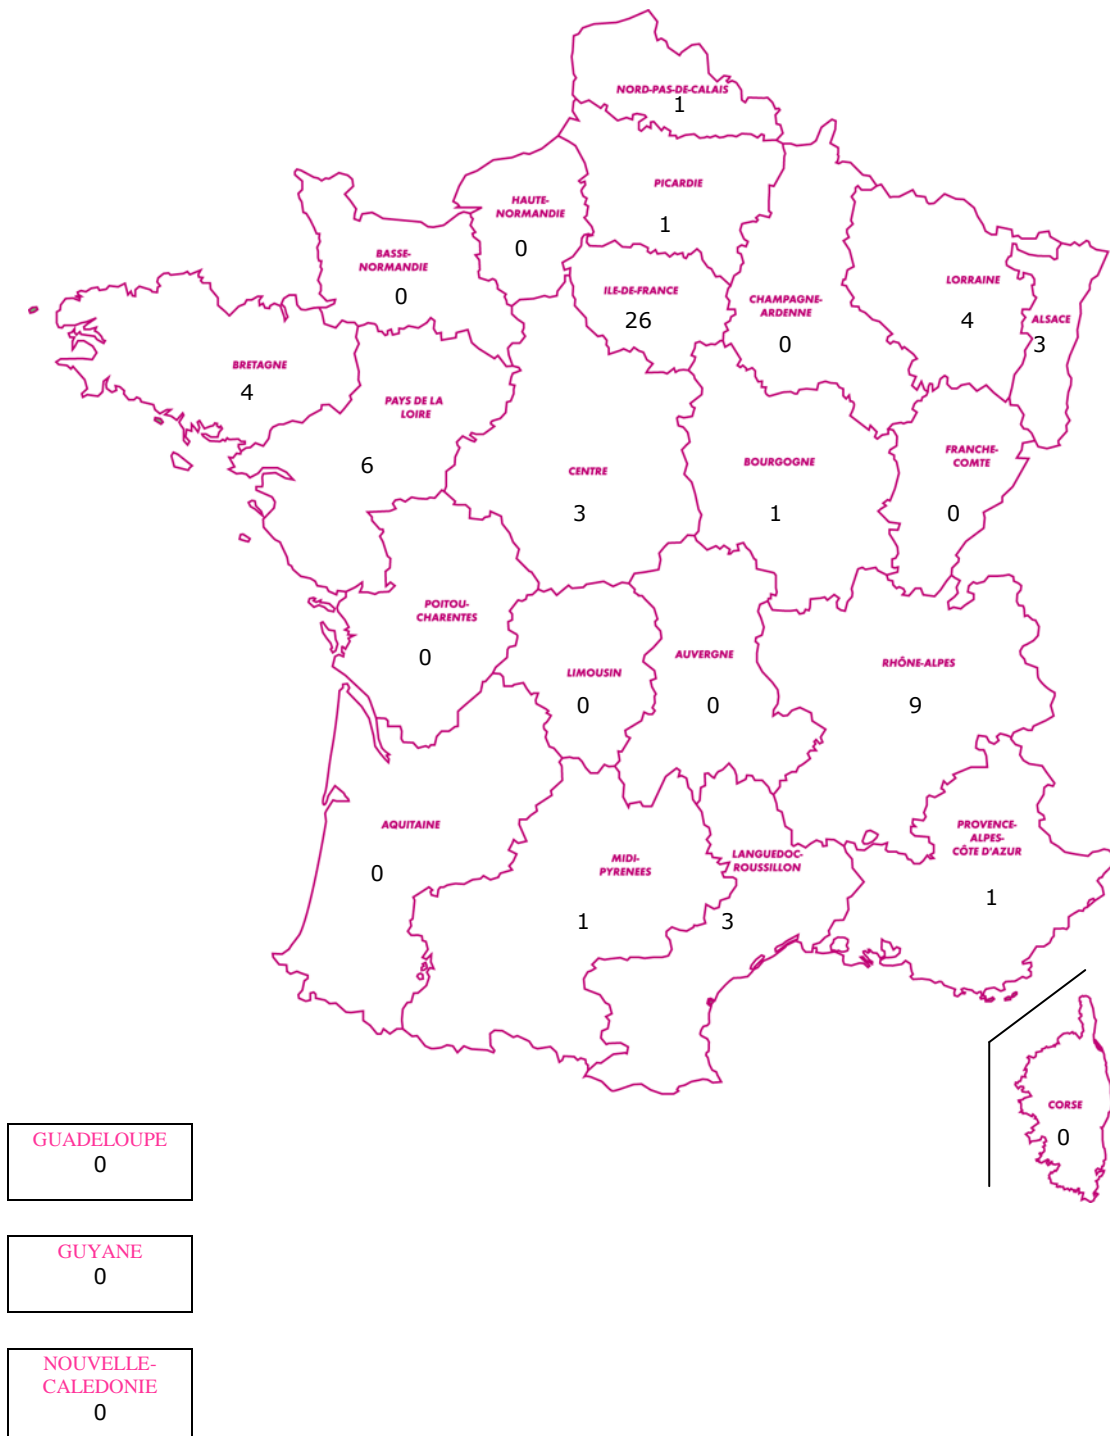 NORD-PAS-DE-CALAIS
1
PICARDIE
1
HAUTE-
NORMANDIE
0
BASSE-
NORMANDIE
0
ILE-DE-FRANCE
26
CHAMPAGNE-
ARDENNE
0
LORRAINE
4
ALSACE
3
BRETAGNE
4
PAYS DE LA
LOIRE
6
CENTRE
3
BOURGOGNE
1
FRANCHE-
COMTE
0
POITOU-
CHARENTES
0
LIMOUSIN
0
AUVERGNE
0
RHÔNE-ALPES
9
AQUITAINE
0
MIDI-
PYRENEES
1
LANGUEDOC-
ROUSSILLON
3
PROVENCE-
ALPES-
CÔTE D'AZUR
1
CORSE
0
GUADELOUPE
0
GUYANE
0
NOUVELLE-
CALEDONIE
0